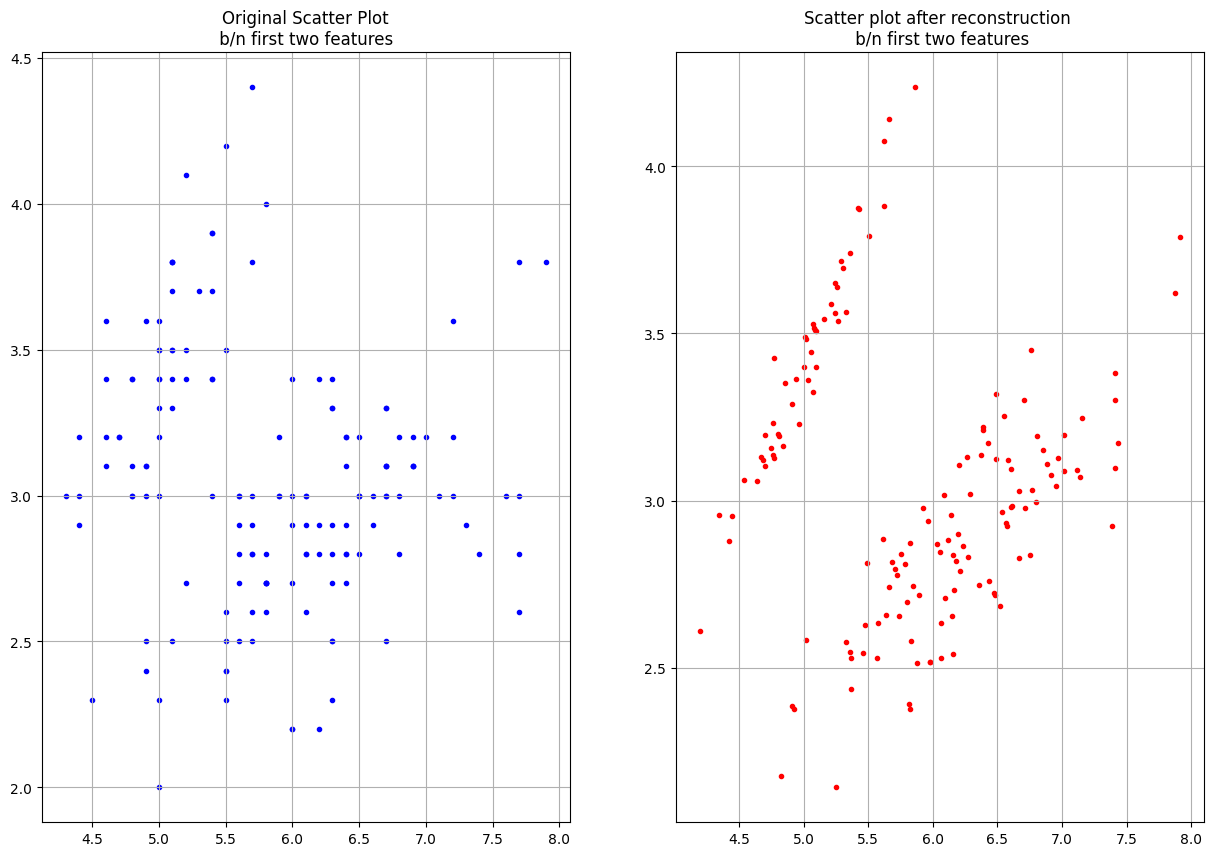 Original Scatter Plot
b/n first two features
4.5
4.0
3.5
3.0
2.5
2.0
4.5 5.0 5.5 6.0 6.5 7.0 7.5 8.0
Scatter plot after reconstruction
b/n first two features
4.0
3.5
3.0
2.5
4.5 5.0 5.5 6.0 6.5 7.0 7.5 8.0